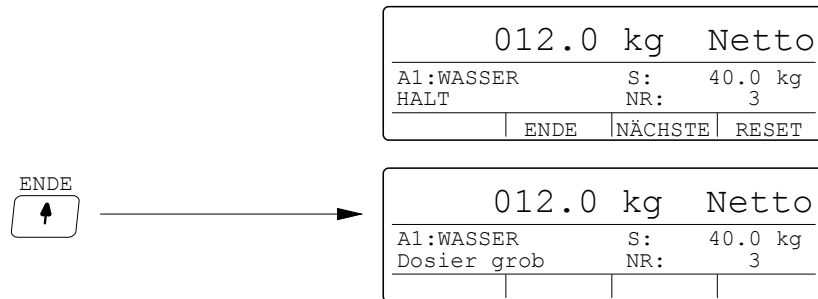 012.0 kg Netto
A1:WASSER S: 40.0 kg
HALT NR: 3
ENDE NÄCHSTE RESET
ENDE
012.0 kg Netto
A1:WASSER S: 40.0 kg
Dosier grob NR: 3